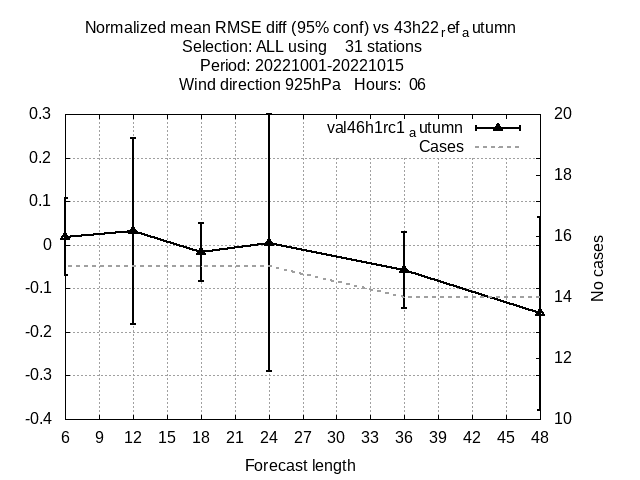 Normalized mean RMSE diff (95% conf) vs 43h22refautumn
Selection: ALL using 31 stations
Period: 20221001-20221015
Wind direction 925hPa Hours: 06
val46h1rc1autumn
Cases
0.3
0.2
0.1
0
-0.1
-0.2
-0.3
-0.4
20
18
16
14
12
10
No cases
6 9 12 15 18 21 24 27 30 33 36 39 42 45 48
Forecast length